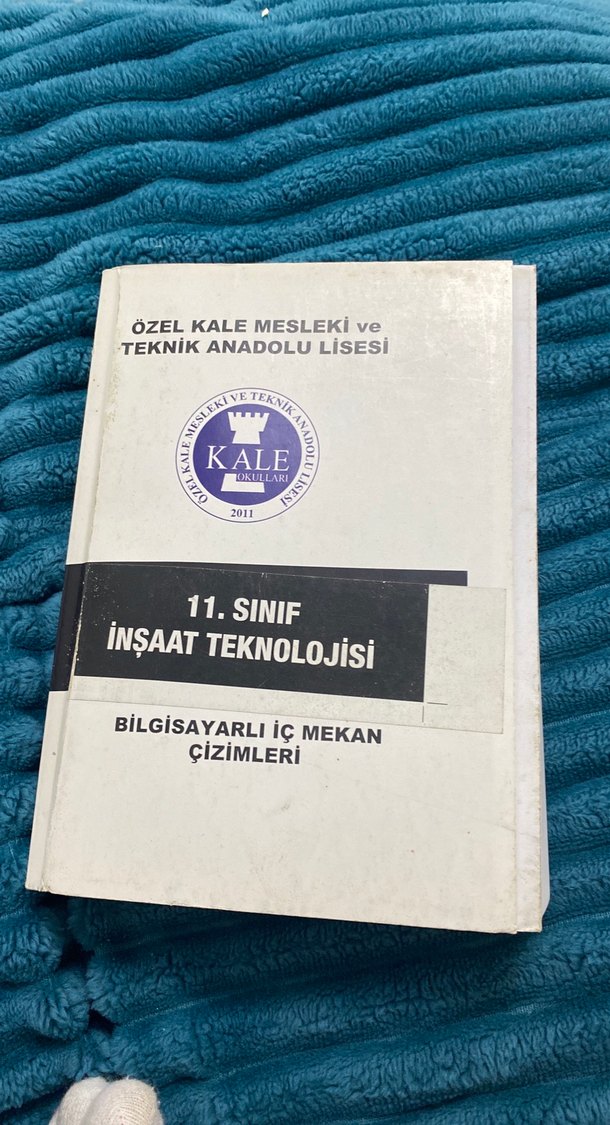 ÖZEL KALE MESLEKİ ve
TEKNİK ANADOLU LİSESİ
ÖZEL KALE MESLEKİ VE TEKNİK ANADOLU LİSESİ
KALE
OKULLARI
2011
11. SINIF
İNŞAAT TEKNOLOJİSİ
BİLGİSAYARLI İÇ MEKAN
ÇİZİMLERİ